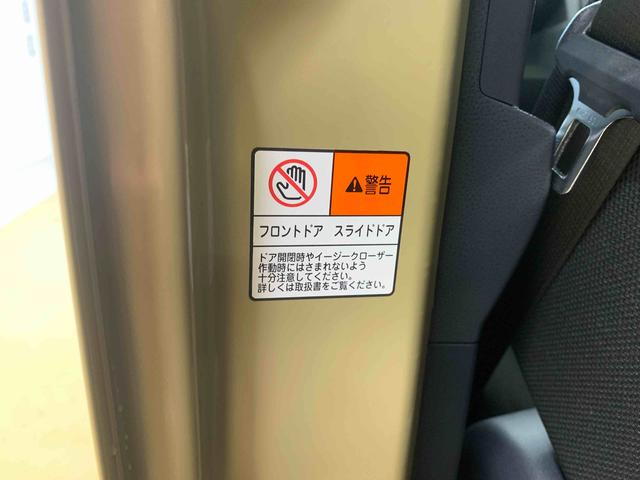 警告
フロントドア スライドドア
ドア開閉時やイージークローザー
作動時にはさまれないよう
十分注意してください。
詳しくは取扱書をご覧ください。